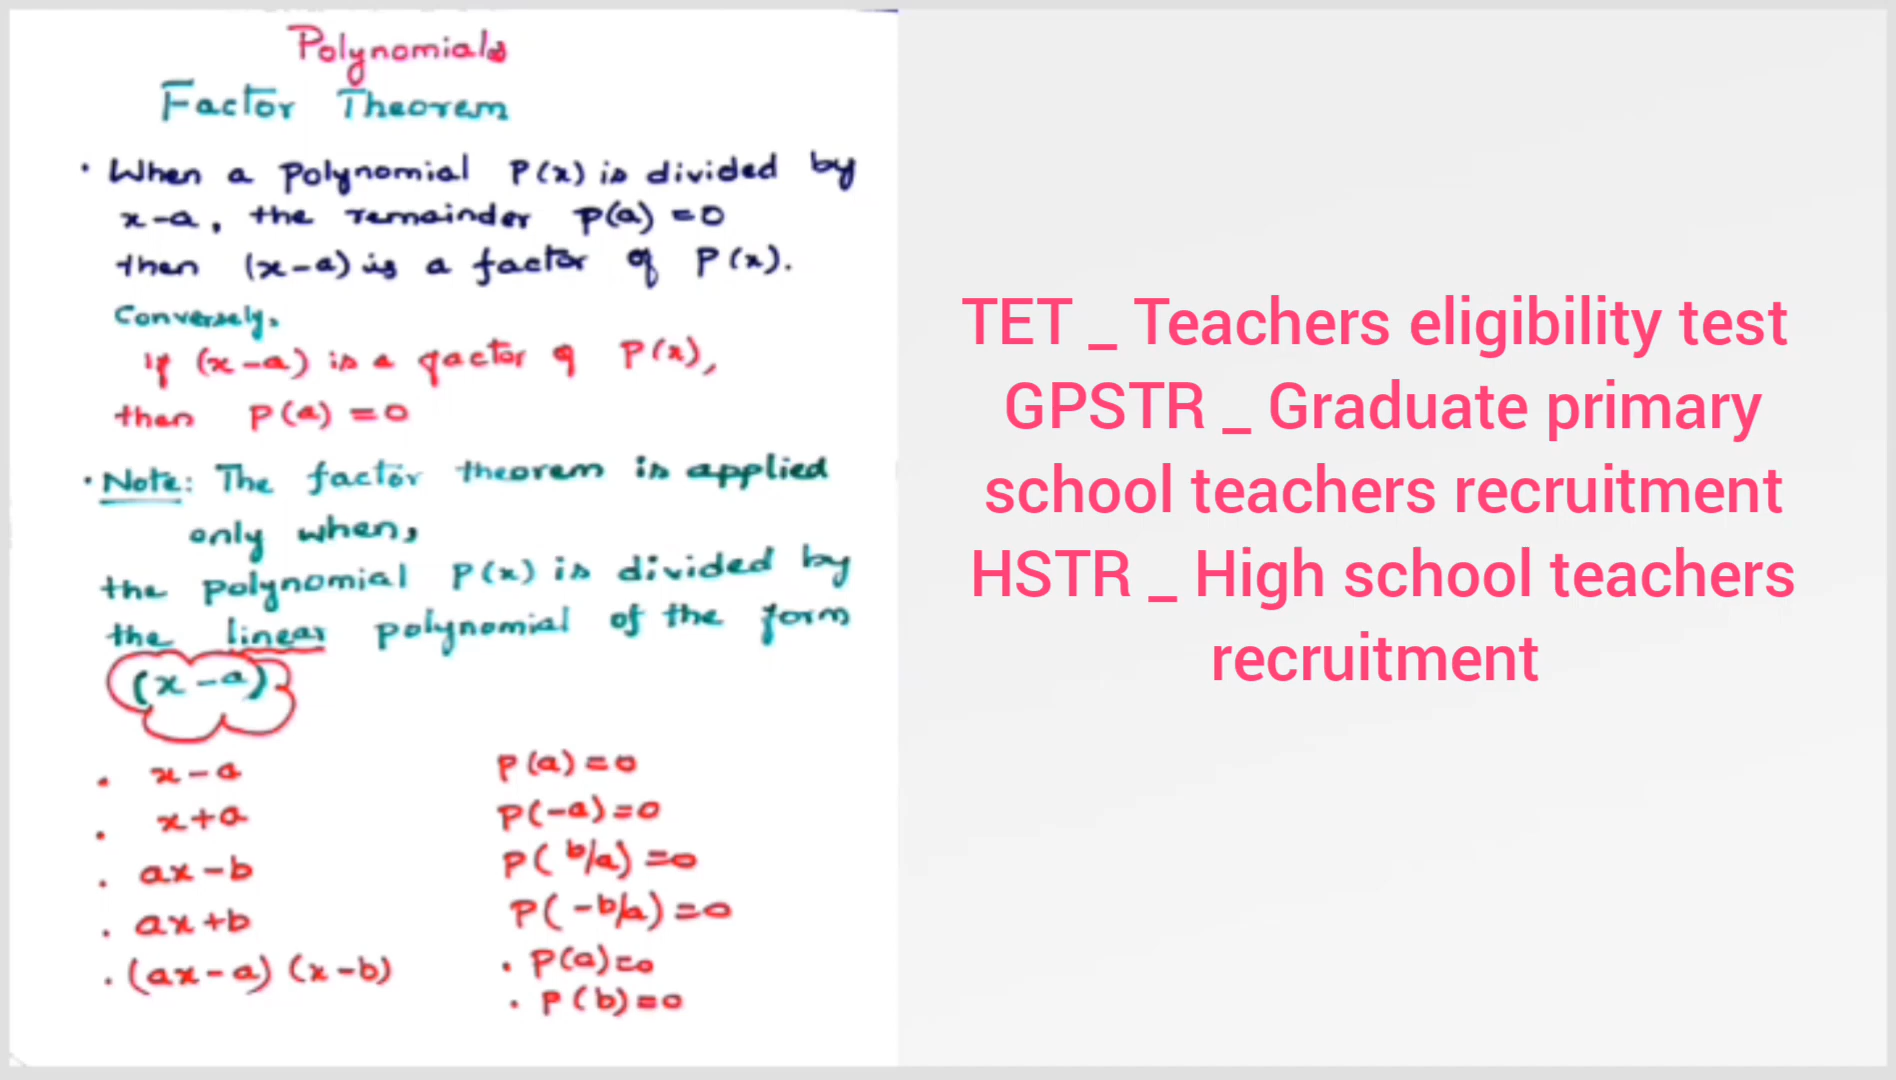 Polynomials
Factor Theorem
• When a polynomial P(x) is divided by
x-a, the remainder P(a) = 0
then (x-a) is a factor of P(x).
Conversely,
If (x-a) is a factor of P(x),
then P(a) = 0
• Note: The factor theorem is applied
only when,
the polynomial P(x) is divided by
the linear polynomial of the form
(x-a)
• x-a P(a)=0
• x+a P(-a)=0
• ax-b P(b/a)=0
• ax+b P(-b/a)=0
• (ax-a) (x-b) • P(a)=0
• P(b)=0
TET _ Teachers eligibility test
GPSTR _ Graduate primary
school teachers recruitment
HSTR _ High school teachers
recruitment